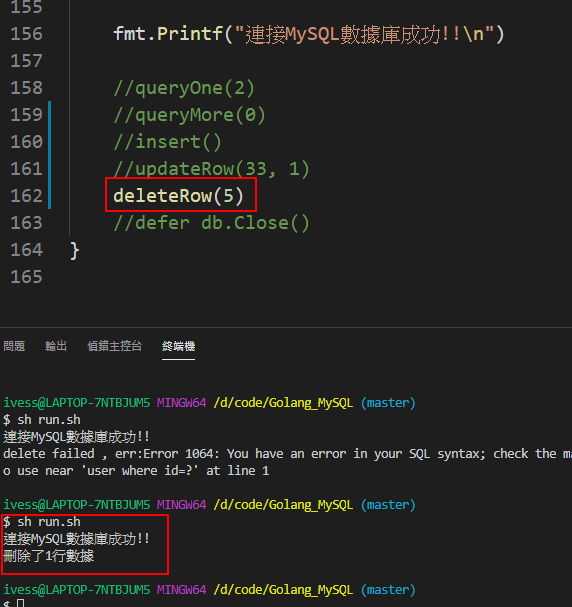 155
156 fmt.Printf("連接MySQL數據庫成功!!\n")
157
158 //queryOne(2)
159 //queryMore(0)
160 //insert()
161 //updateRow(33, 1)
162 deleteRow(5)
163 //defer db.Close()
164 }
165
問題 輸出 偵錯主控台 終端機
ivess@LAPTOP-7NTBJUM5 MINGW64 /d/code/Golang_MySQL (master)
$ sh run.sh
連接MySQL數據庫成功!!
delete failed , err:Error 1064: You have an error in your SQL syntax; check the ma
o use near 'user where id=?' at line 1
ivess@LAPTOP-7NTBJUM5 MINGW64 /d/code/Golang_MySQL (master)
$ sh run.sh
連接MySQL數據庫成功!!
刪除了1行數據
ivess@LAPTOP-7NTBJUM5 MINGW64 /d/code/Golang_MySQL (master)
$